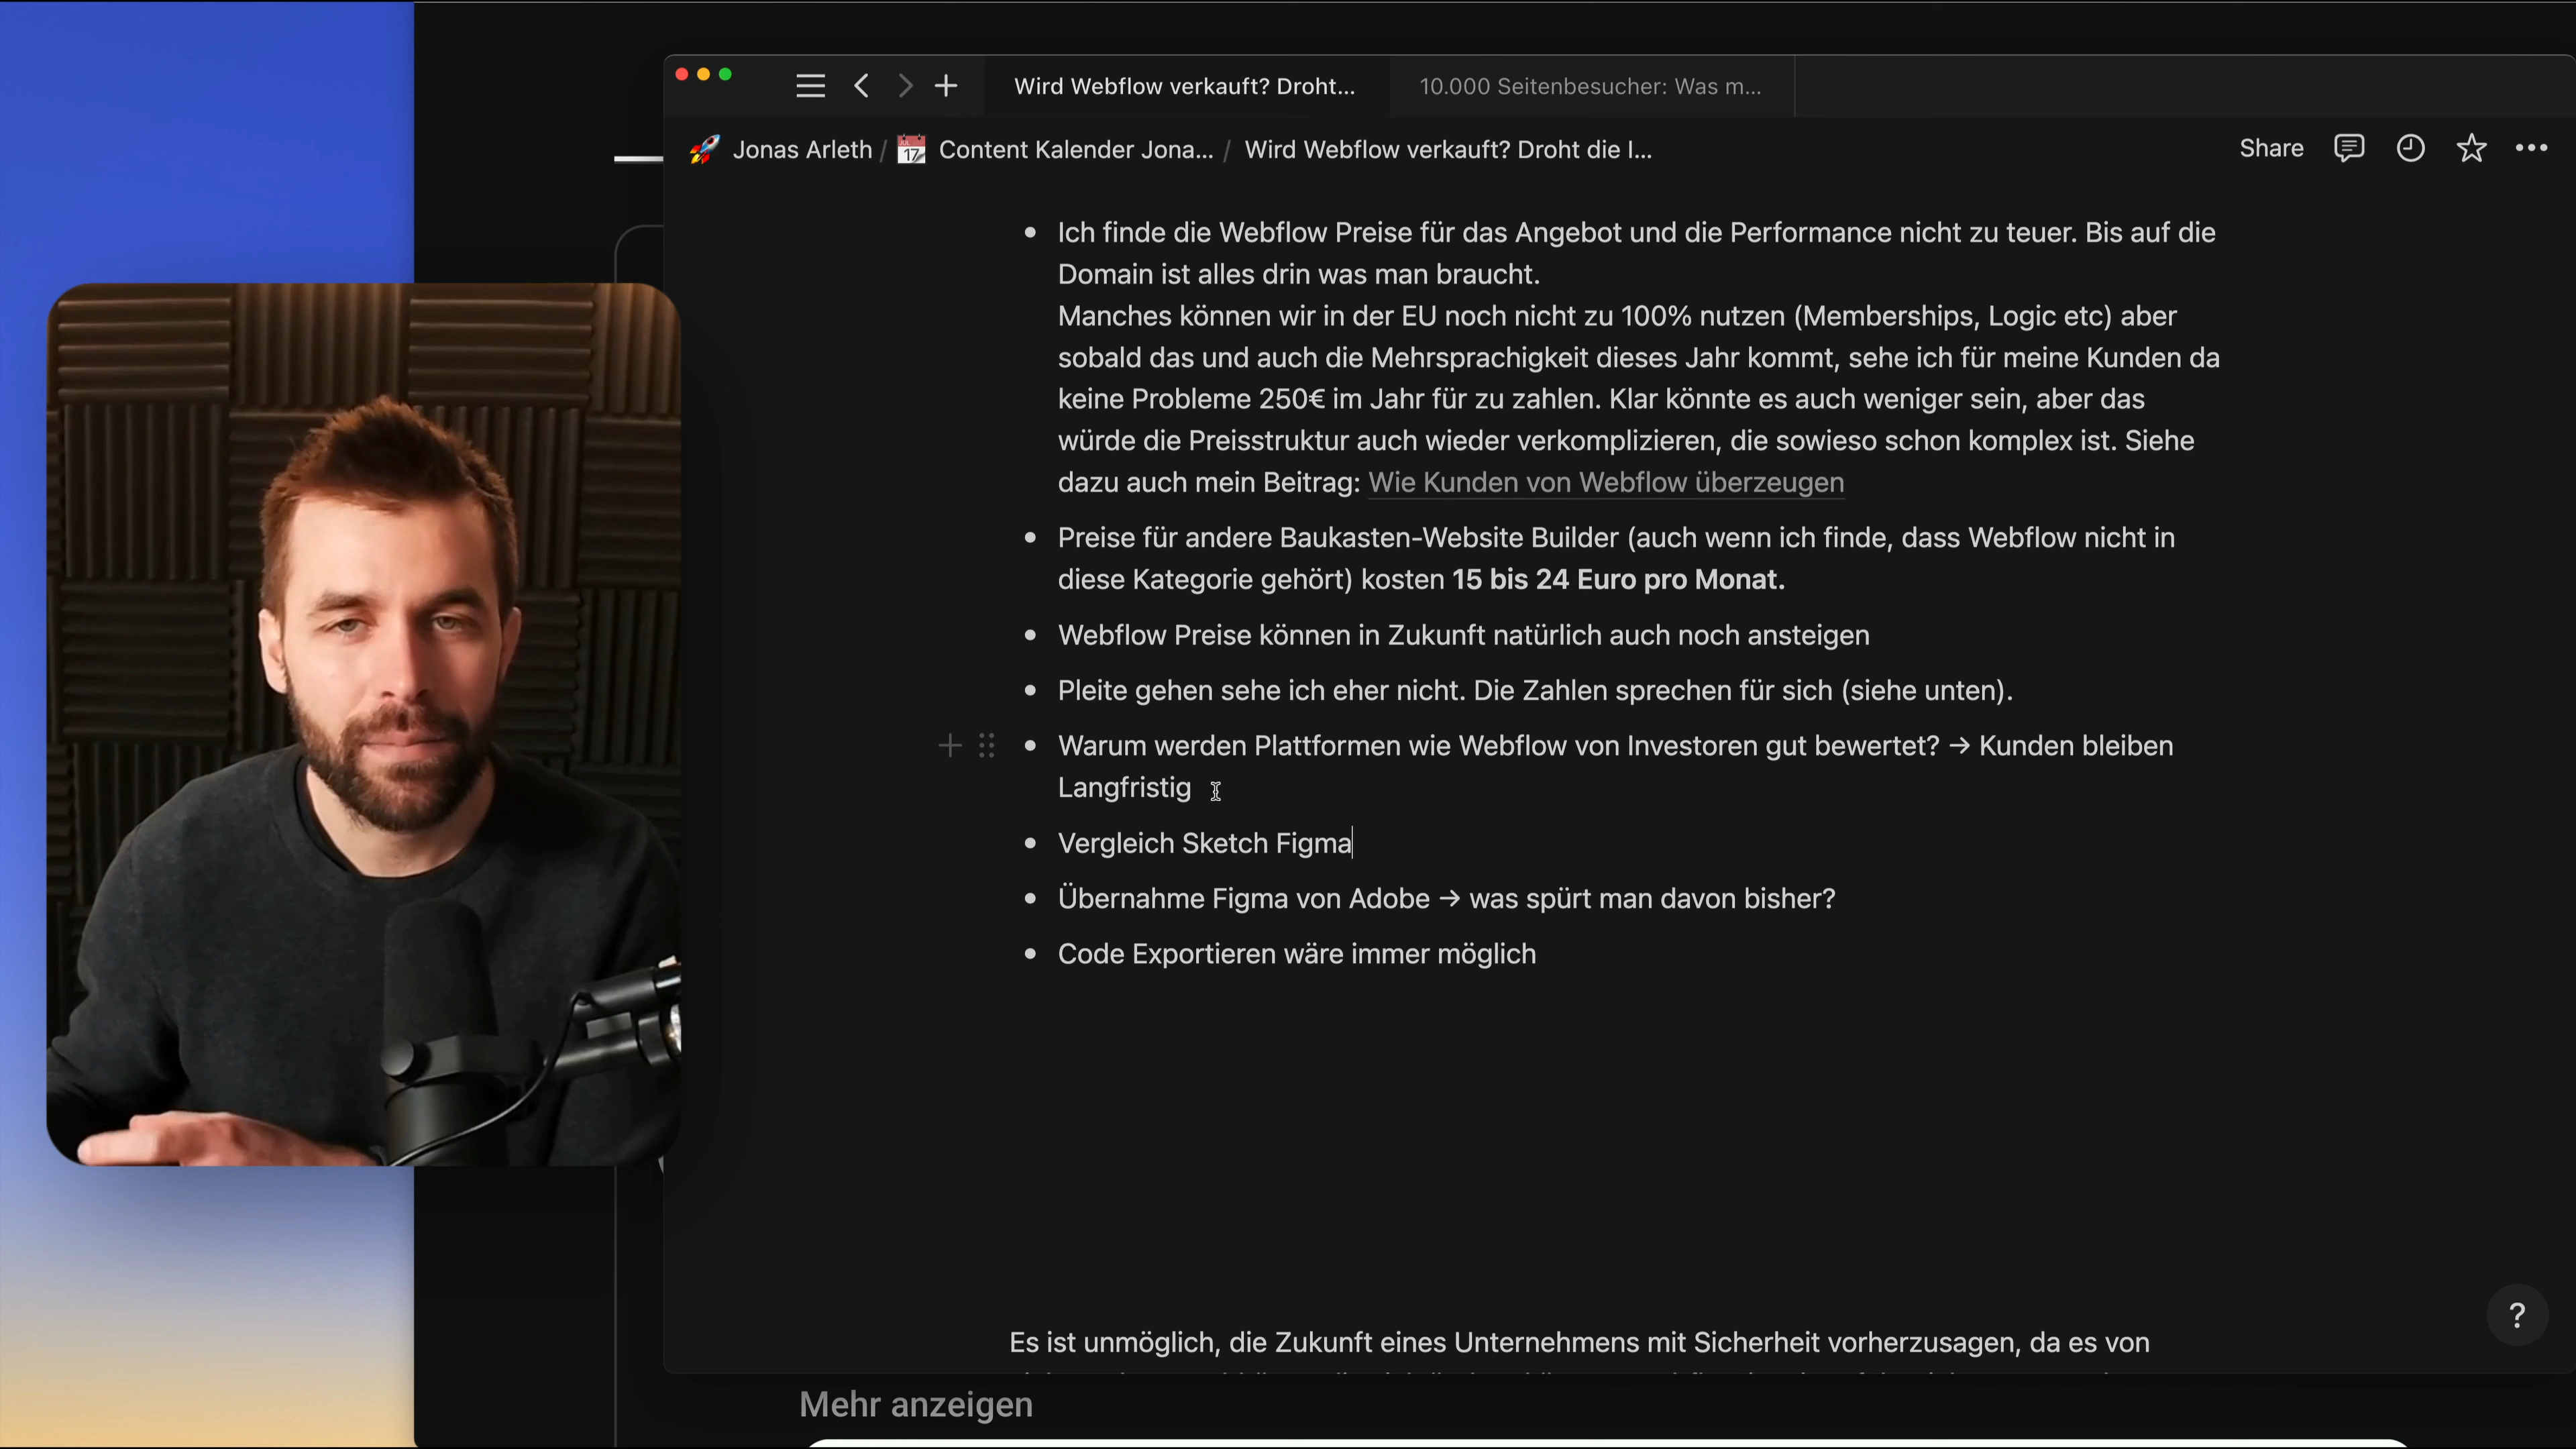 Wird Webflow verkauft? Droht...
10.000 Seitenbesucher: Was m...
Jonas Arleth / Content Kalender Jona... / Wird Webflow verkauft? Droht die I...
Share
Ich finde die Webflow Preise für das Angebot und die Performance nicht zu teuer. Bis auf die
Domain ist alles drin was man braucht.
Manches können wir in der EU noch nicht zu 100% nutzen (Memberships, Logic etc) aber
sobald das und auch die Mehrsprachigkeit dieses Jahr kommt, sehe ich für meine Kunden da
keine Probleme 250€ im Jahr für zu zahlen. Klar könnte es auch weniger sein, aber das
würde die Preisstruktur auch wieder verkomplizieren, die sowieso schon komplex ist. Siehe
dazu auch mein Beitrag: Wie Kunden von Webflow überzeugen
Preise für andere Baukasten-Website Builder (auch wenn ich finde, dass Webflow nicht in
diese Kategorie gehört) kosten 15 bis 24 Euro pro Monat.
Webflow Preise können in Zukunft natürlich auch noch ansteigen
Pleite gehen sehe ich eher nicht. Die Zahlen sprechen für sich (siehe unten).
Warum werden Plattformen wie Webflow von Investoren gut bewertet? → Kunden bleiben
Langfristig
Vergleich Sketch Figma
Übernahme Figma von Adobe → was spürt man davon bisher?
Code Exportieren wäre immer möglich
?
Es ist unmöglich, die Zukunft eines Unternehmens mit Sicherheit vorherzusagen, da es von
Mehr anzeigen